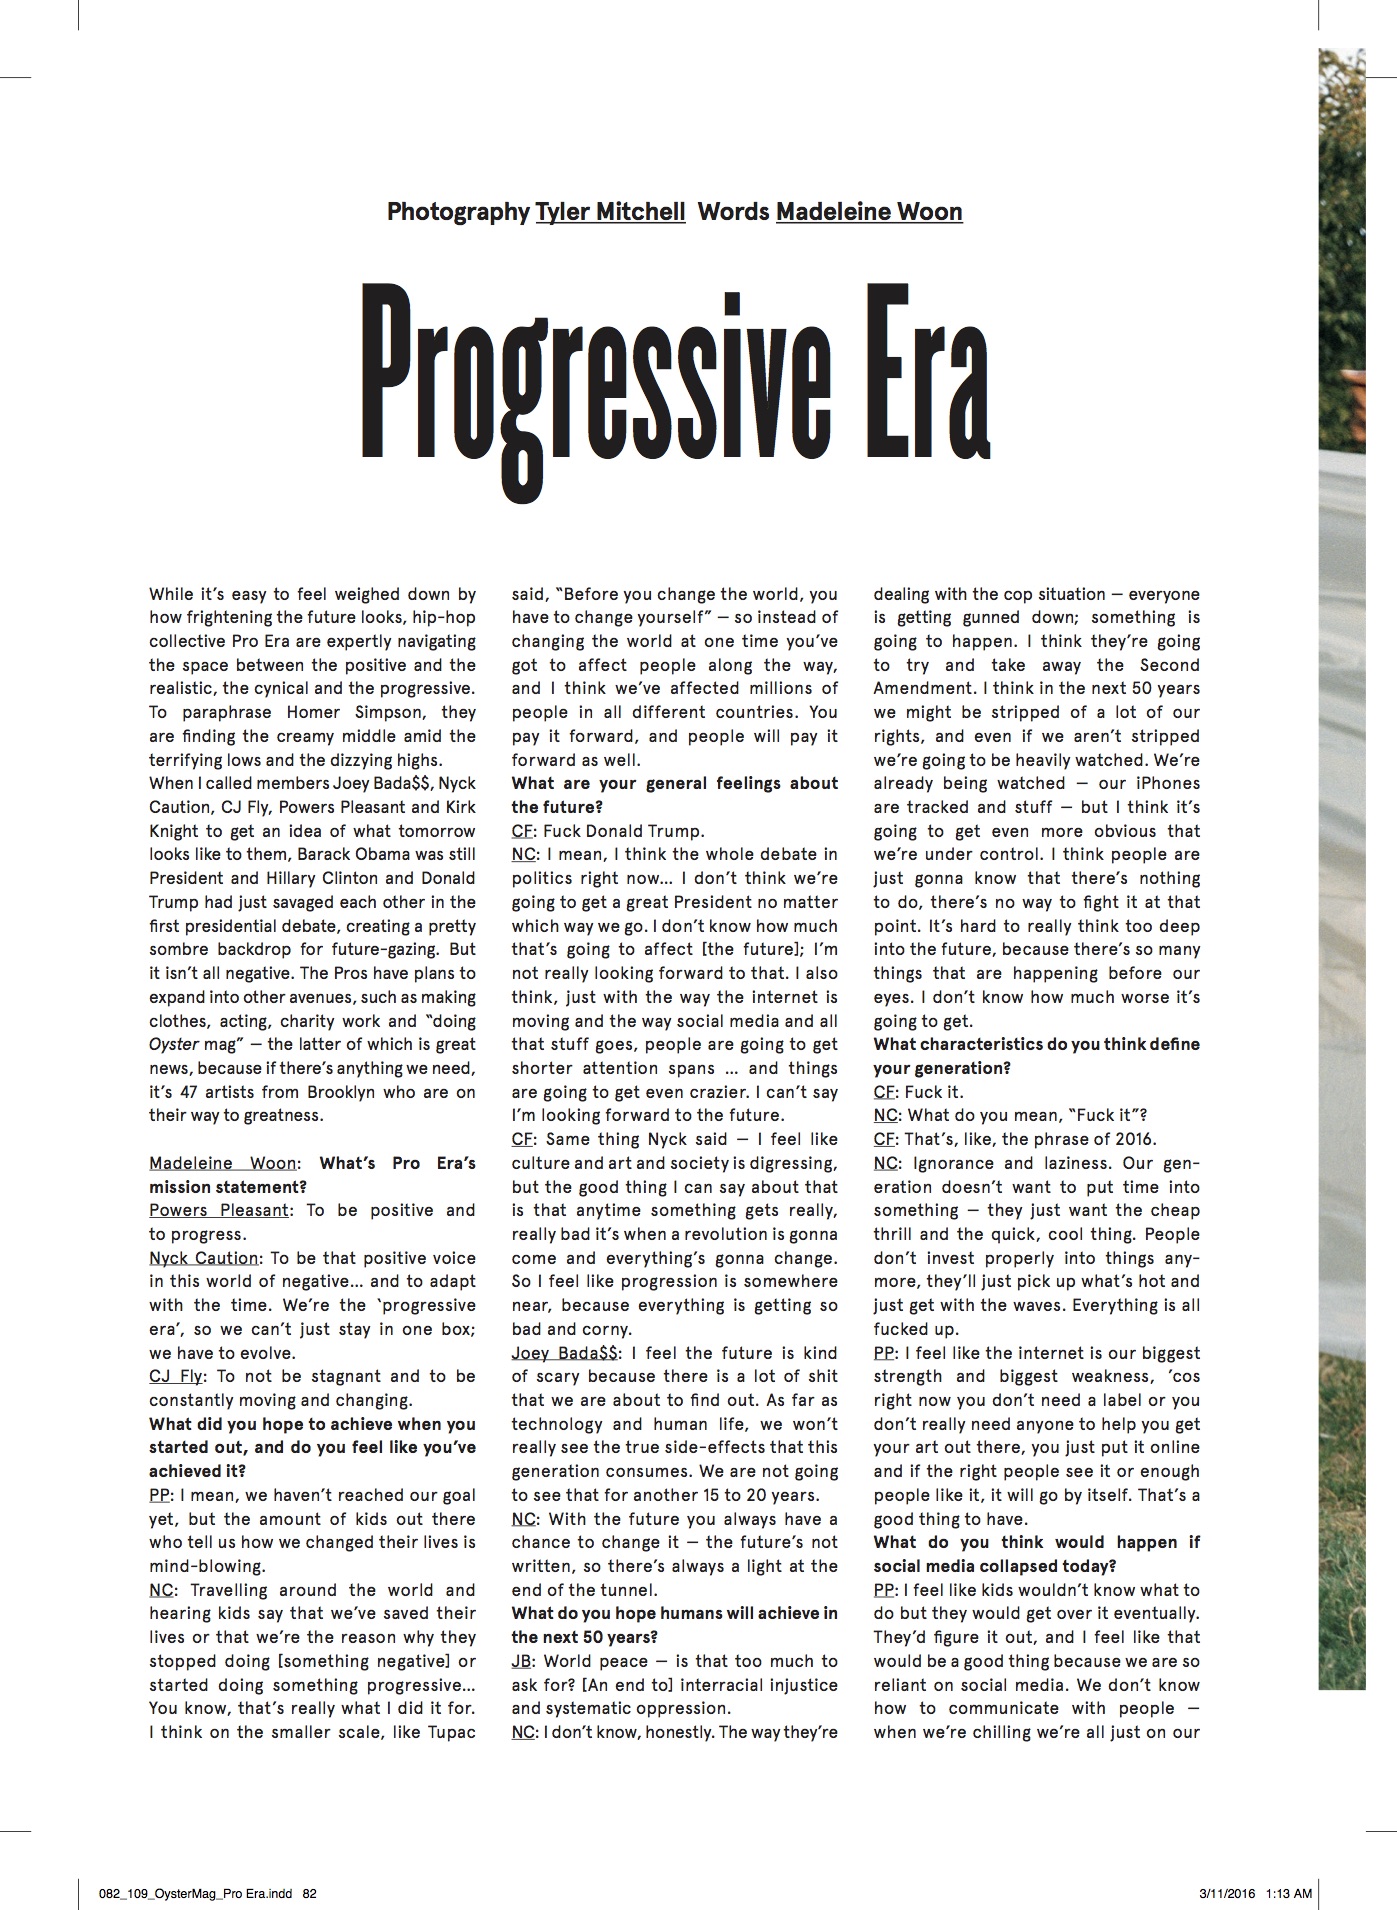 Photography Tyler Mitchell Words Madeleine Woon
Progressive Era
While it's easy to feel weighed down by
how frightening the future looks, hip-hop
collective Pro Era are expertly navigating
the space between the positive and the
realistic, the cynical and the progressive.
To paraphrase Homer Simpson, they
are finding the creamy middle amid the
terrifying lows and the dizzying highs.
When I called members Joey Bada$$, Nyck
Caution, CJ Fly, Powers Pleasant and Kirk
Knight to get an idea of what tomorrow
looks like to them, Barack Obama was still
President and Hillary Clinton and Donald
Trump had just savaged each other in the
first presidential debate, creating a pretty
sombre backdrop for future-gazing. But
it isn't all negative. The Pros have plans to
expand into other avenues, such as making
clothes, acting, charity work and “doing
Oyster mag” — the latter of which is great
news, because if there's anything we need,
it's 47 artists from Brooklyn who are on
their way to greatness.
Madeleine Woon: What's Pro Era's
mission statement?
Powers Pleasant: To be positive and
to progress.
Nyck Caution: To be that positive voice
in this world of negative... and to adapt
with the time. We're the ‘progressive
era’, so we can't just stay in one box;
we have to evolve.
CJ Fly: To not be stagnant and to be
constantly moving and changing.
What did you hope to achieve when you
started out, and do you feel like you've
achieved it?
PP: I mean, we haven't reached our goal
yet, but the amount of kids out there
who tell us how we changed their lives is
mind-blowing.
NC: Travelling around the world and
hearing kids say that we've saved their
lives or that we're the reason why they
stopped doing [something negative] or
started doing something progressive...
You know, that's really what I did it for.
I think on the smaller scale, like Tupac
said, “Before you change the world, you
have to change yourself” — so instead of
changing the world at one time you've
got to affect people along the way,
and I think we've affected millions of
people in all different countries. You
pay it forward, and people will pay it
forward as well.
What are your general feelings about
the future?
CF: Fuck Donald Trump.
NC: I mean, I think the whole debate in
politics right now... I don't think we're
going to get a great President no matter
which way we go. I don't know how much
that's going to affect [the future]; I'm
not really looking forward to that. I also
think, just with the way the internet is
moving and the way social media and all
that stuff goes, people are going to get
shorter attention spans ... and things
are going to get even crazier. I can't say
I'm looking forward to the future.
CF: Same thing Nyck said — I feel like
culture and art and society is digressing,
but the good thing I can say about that
is that anytime something gets really,
really bad it's when a revolution is gonna
come and everything's gonna change.
So I feel like progression is somewhere
near, because everything is getting so
bad and corny.
Joey Bada$$: I feel the future is kind
of scary because there is a lot of shit
that we are about to find out. As far as
technology and human life, we won't
really see the true side-effects that this
generation consumes. We are not going
to see that for another 15 to 20 years.
NC: With the future you always have a
chance to change it — the future's not
written, so there's always a light at the
end of the tunnel.
What do you hope humans will achieve in
the next 50 years?
JB: World peace — is that too much to
ask for? [An end to] interracial injustice
and systematic oppression.
NC: I don't know, honestly. The way they're
dealing with the cop situation — everyone
is getting gunned down; something is
going to happen. I think they're going
to try and take away the Second
Amendment. I think in the next 50 years
we might be stripped of a lot of our
rights, and even if we aren't stripped
we're going to be heavily watched. We're
already being watched — our iPhones
are tracked and stuff — but I think it's
going to get even more obvious that
we're under control. I think people are
just gonna know that there's nothing
to do, there's no way to fight it at that
point. It's hard to really think too deep
into the future, because there's so many
things that are happening before our
eyes. I don't know how much worse it's
going to get.
What characteristics do you think define
your generation?
CF: Fuck it.
NC: What do you mean, “Fuck it”?
CF: That's, like, the phrase of 2016.
NC: Ignorance and laziness. Our gen-
eration doesn't want to put time into
something — they just want the cheap
thrill and the quick, cool thing. People
don't invest properly into things any-
more, they'll just pick up what's hot and
just get with the waves. Everything is all
fucked up.
PP: I feel like the internet is our biggest
strength and biggest weakness, ’cos
right now you don't need a label or you
don't really need anyone to help you get
your art out there, you just put it online
and if the right people see it or enough
people like it, it will go by itself. That's a
good thing to have.
What do you think would happen if
social media collapsed today?
PP: I feel like kids wouldn't know what to
do but they would get over it eventually.
They'd figure it out, and I feel like that
would be a good thing because we are so
reliant on social media. We don't know
how to communicate with people —
when we're chilling we're all just on our
082_109_OysterMag_Pro Era.indd 82
3/11/2016 1:13 AM